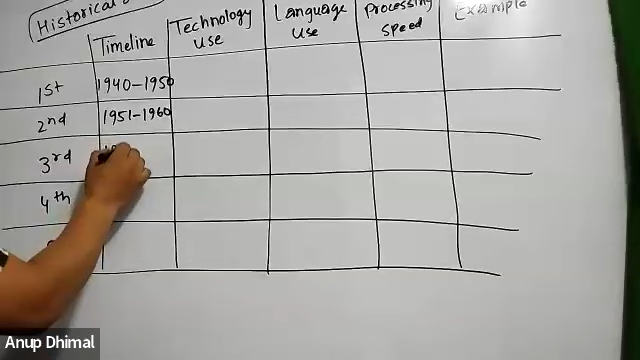 Historical
Timeline
Technology
Use
Language
Use
Processing
Speed
Example
1st
1940-1950
2nd
1951-1960
3rd
4th
Anup Dhimal